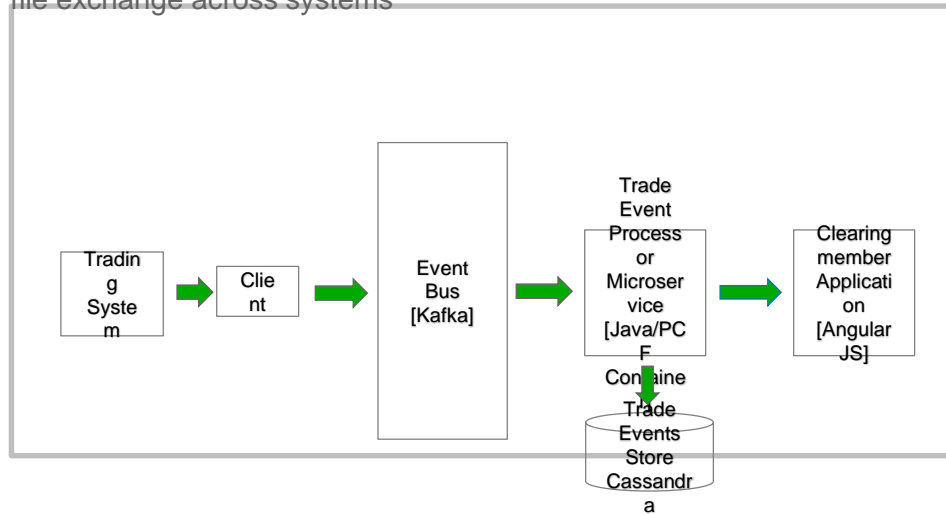 file exchange across systems
Tradin
g
Syste
m
Clie
nt
Event
Bus
[Kafka]
Trade
Event
Process
or
Microser
vice
[Java/PC
F
Containe
Trade
Events
Store
Cassandr
a
Clearing
member
Applicati
on
[Angular
JS]